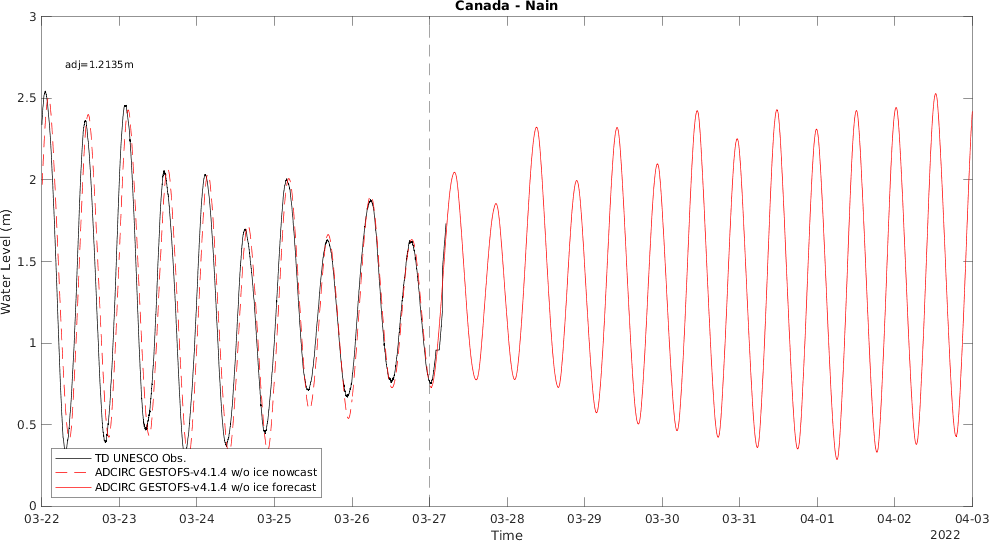 Canada - Nain
3
adj=1.2135m
2.5
2
1.5
1
0.5
0
Water Level (m)
TD UNESCO Obs.
ADCIRC GESTOFS-v4.1.4 w/o ice nowcast
ADCIRC GESTOFS-v4.1.4 w/o ice forecast
03-22 03-23 03-24 03-25 03-26 03-27 03-28 03-29 03-30 03-31 04-01 04-02 04-03
Time
2022